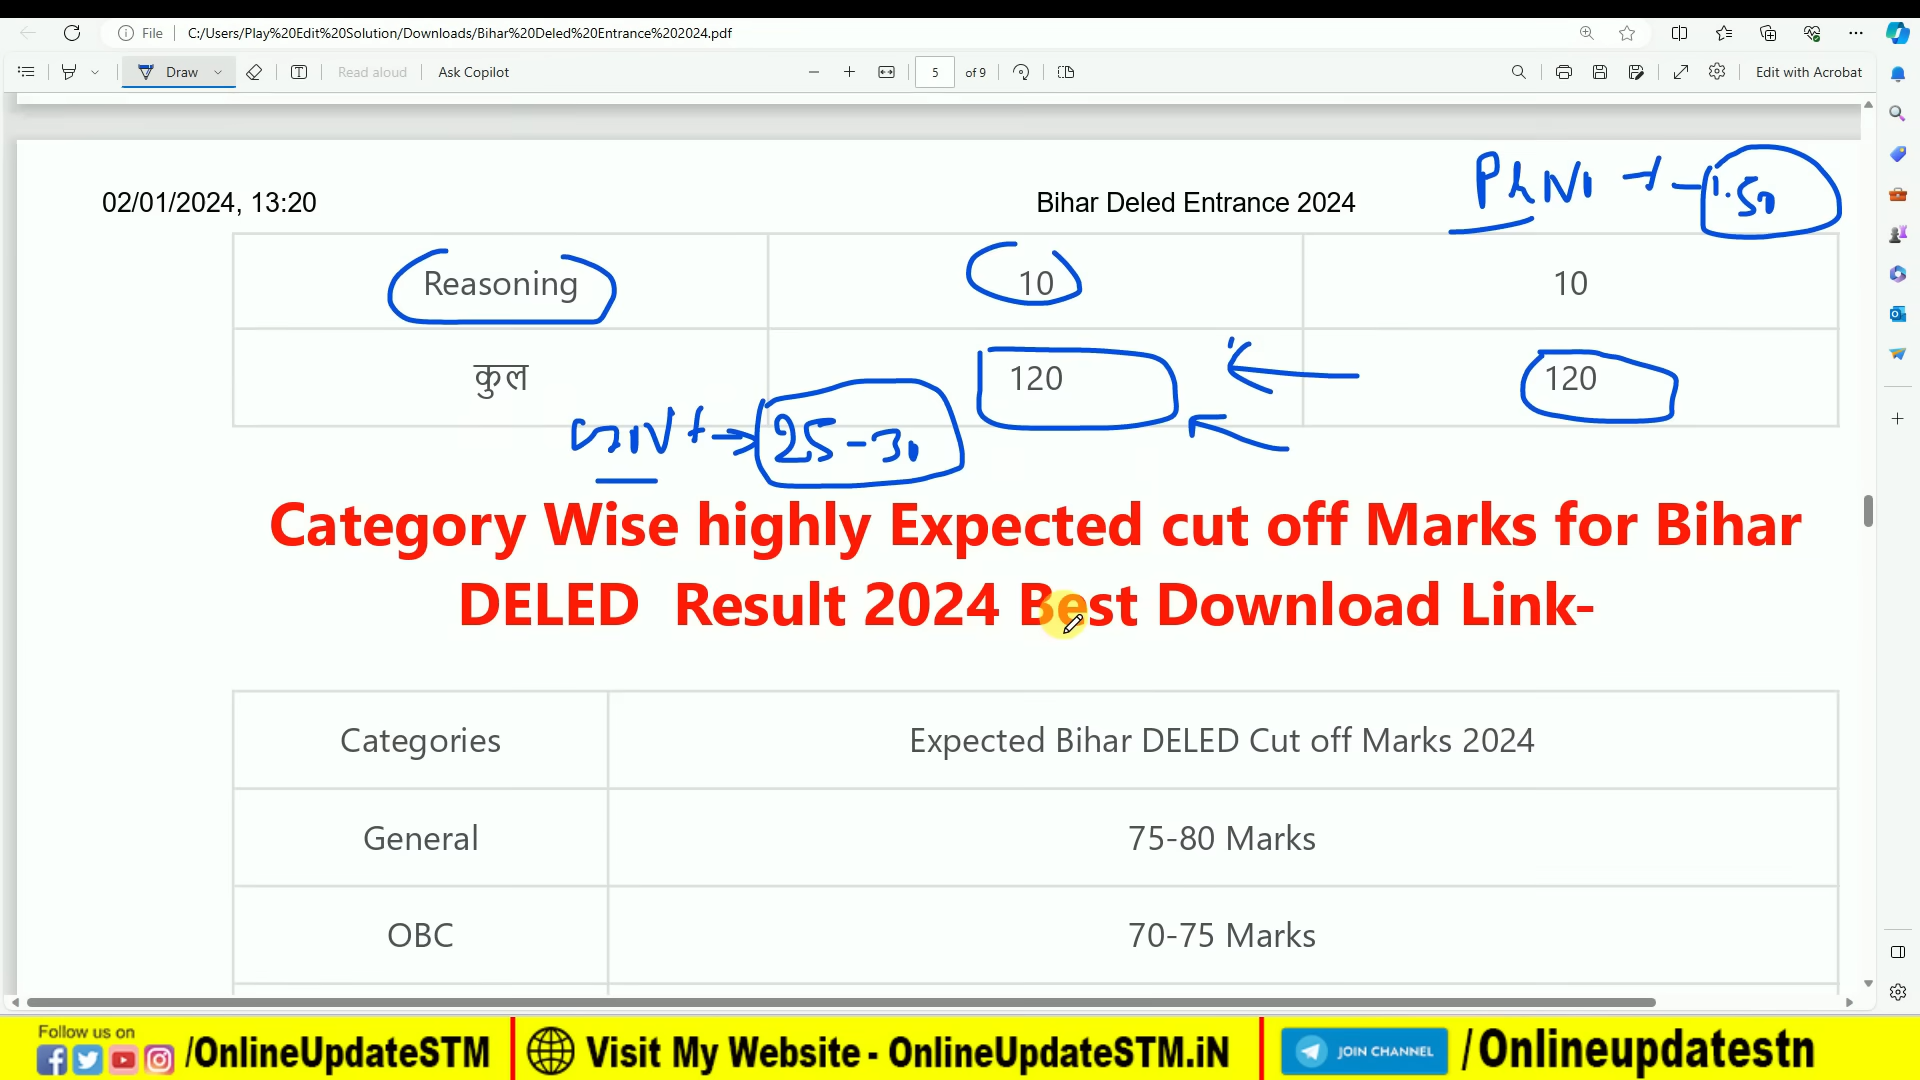 File C:/Users/Play%20Edit%20Solution/Downloads/Bihar%20Deled%20Entrance%202024.pdf
Draw Read aloud Ask Copilot 5 of 9 Edit with Acrobat
02/01/2024, 13:20 Bihar Deled Entrance 2024
1.50
Reasoning 10 10
कुल 120 120
25-30
Category Wise highly Expected cut off Marks for Bihar
DELED Result 2024 Best Download Link-
Categories Expected Bihar DELED Cut off Marks 2024
General 75-80 Marks
OBC 70-75 Marks
Follow us on
/OnlineUpdateSTM Visit My Website - OnlineUpdateSTM.iN JOIN CHANNEL /Onlineupdatestn